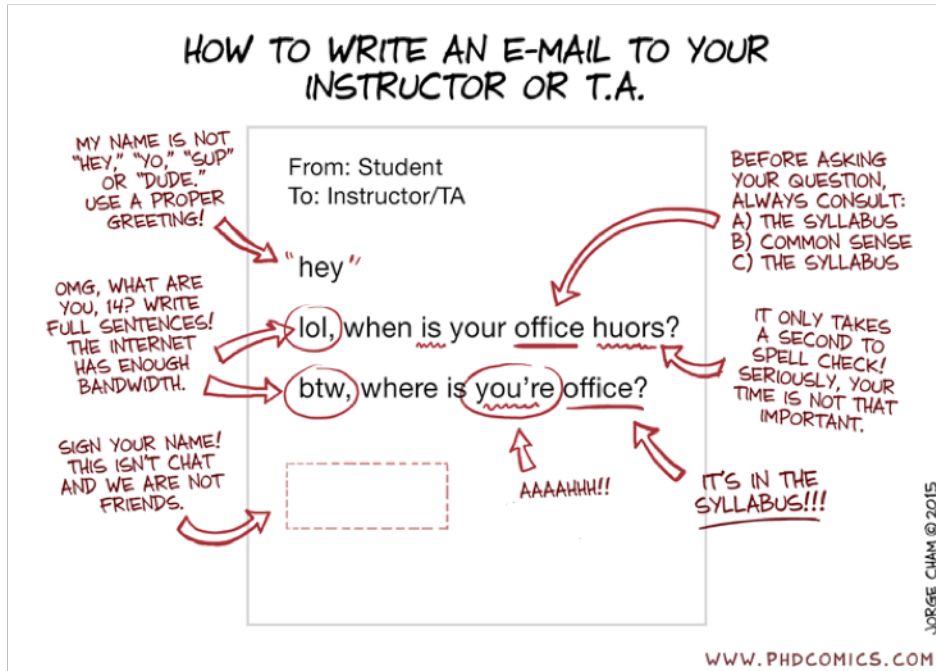 HOW TO WRITE AN E-MAIL TO YOUR
INSTRUCTOR OR T.A.
MY NAME IS NOT
"HEY," "YO," "SUP"
OR "DUDE."
USE A PROPER
GREETING!
OMG, WHAT ARE
YOU, 14? WRITE
FULL SENTENCES!
THE INTERNET
HAS ENOUGH
BANDWIDTH.
SIGN YOUR NAME!
THIS ISN'T CHAT
AND WE ARE NOT
FRIENDS.
From: Student
To: Instructor/TA
"hey"
lol, when is your office huors?
btw, where is you're office?
AAAAHHH!!
BEFORE ASKING
YOUR QUESTION,
ALWAYS CONSULT:
A) THE SYLLABUS
B) COMMON SENSE
C) THE SYLLABUS
IT ONLY TAKES
A SECOND TO
SPELL CHECK!
SERIOUSLY, YOUR
TIME IS NOT THAT
IMPORTANT.
IT'S IN THE
SYLLABUS!!!
JORGE CHAM © 2015
WWW.PHDCOMICS.COM